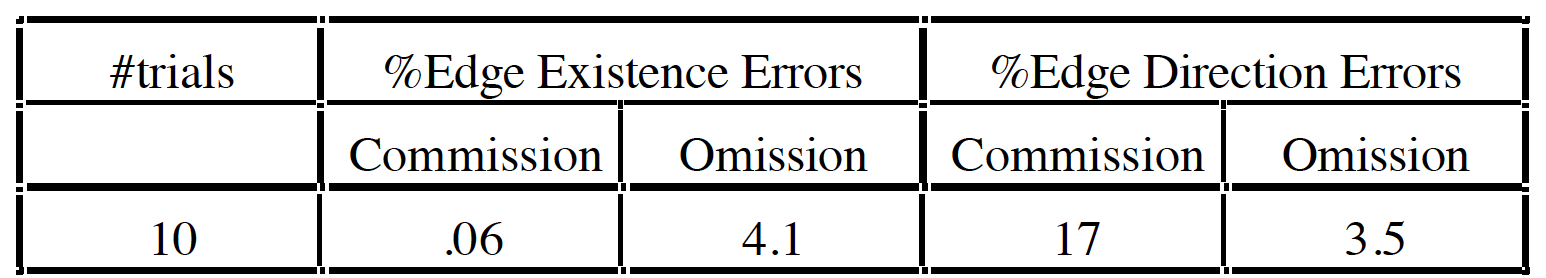 #trials %Edge Existence Errors %Edge Direction Errors
Commission Omission Commission Omission
10 .06 4.1 17 3.5